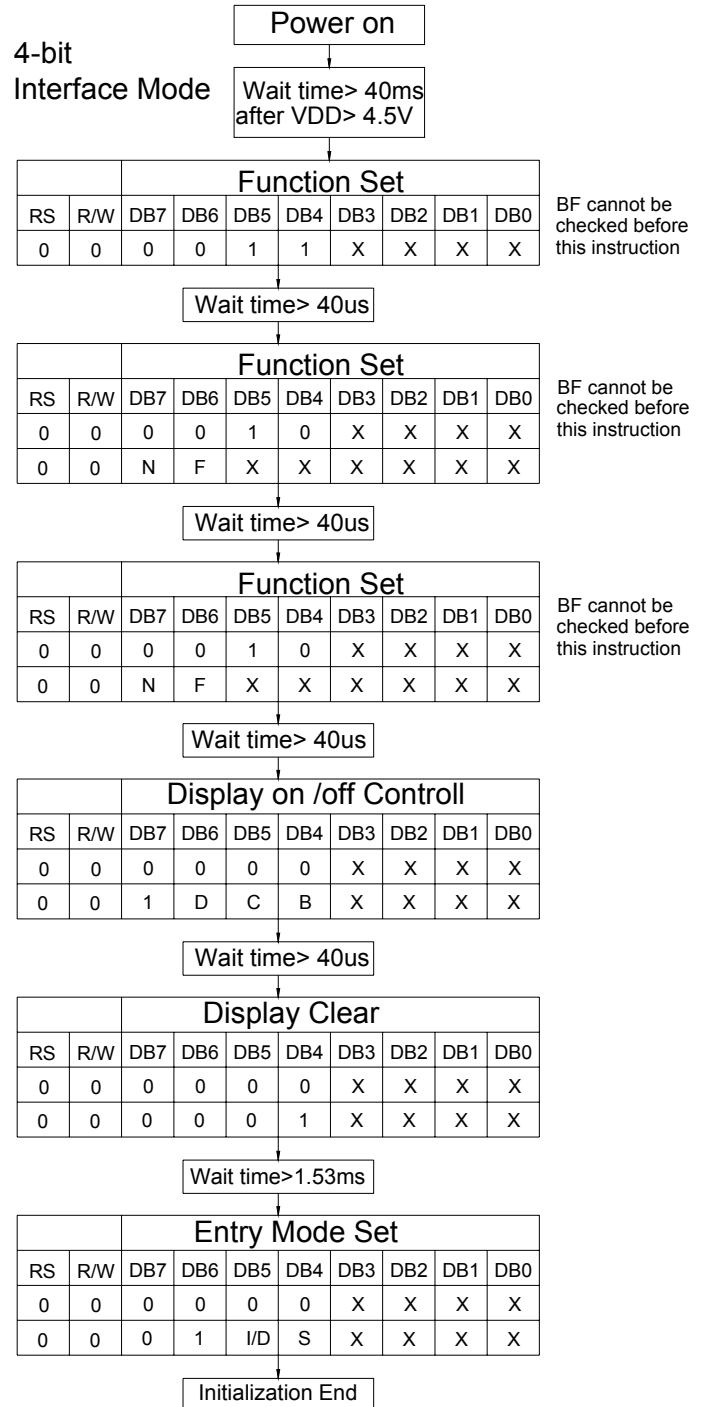 Power on
4-bit
Interface Mode
Wait time> 40ms
after VDD> 4.5V
Function Set
RS R/W DB7 DB6 DB5 DB4 DB3 DB2 DB1 DB0
0 0 0 0 1 1 X X X X
BF cannot be
checked before
this instruction
Wait time> 40us
Function Set
RS R/W DB7 DB6 DB5 DB4 DB3 DB2 DB1 DB0
0 0 0 0 1 0 X X X X
0 0 N F X X X X X X
BF cannot be
checked before
this instruction
Wait time> 40us
Function Set
RS R/W DB7 DB6 DB5 DB4 DB3 DB2 DB1 DB0
0 0 0 0 1 0 X X X X
0 0 N F X X X X X X
BF cannot be
checked before
this instruction
Wait time> 40us
Display on /off Controll
RS R/W DB7 DB6 DB5 DB4 DB3 DB2 DB1 DB0
0 0 0 0 0 0 X X X X
0 0 1 D C B X X X X
Wait time> 40us
Display Clear
RS R/W DB7 DB6 DB5 DB4 DB3 DB2 DB1 DB0
0 0 0 0 0 0 X X X X
0 0 0 0 0 1 X X X X
Wait time>1.53ms
Entry Mode Set
RS R/W DB7 DB6 DB5 DB4 DB3 DB2 DB1 DB0
0 0 0 0 0 0 X X X X
0 0 0 1 I/D S X X X X
Initialization End